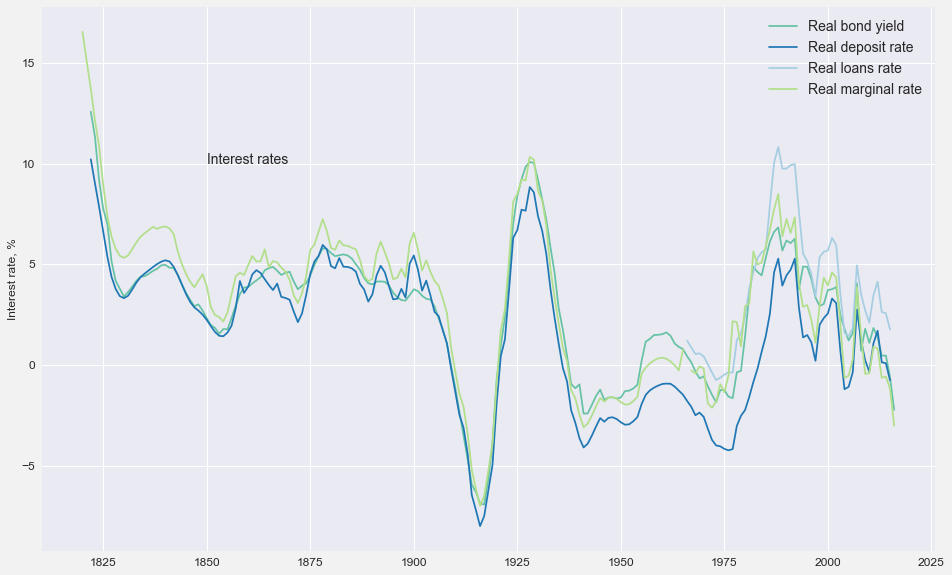 Real bond yield
Real deposit rate
Real loans rate
Real marginal rate
Interest rates
Interest rate, %
15
10
5
0
−5
1825
1850
1875
1900
1925
1950
1975
2000
2025